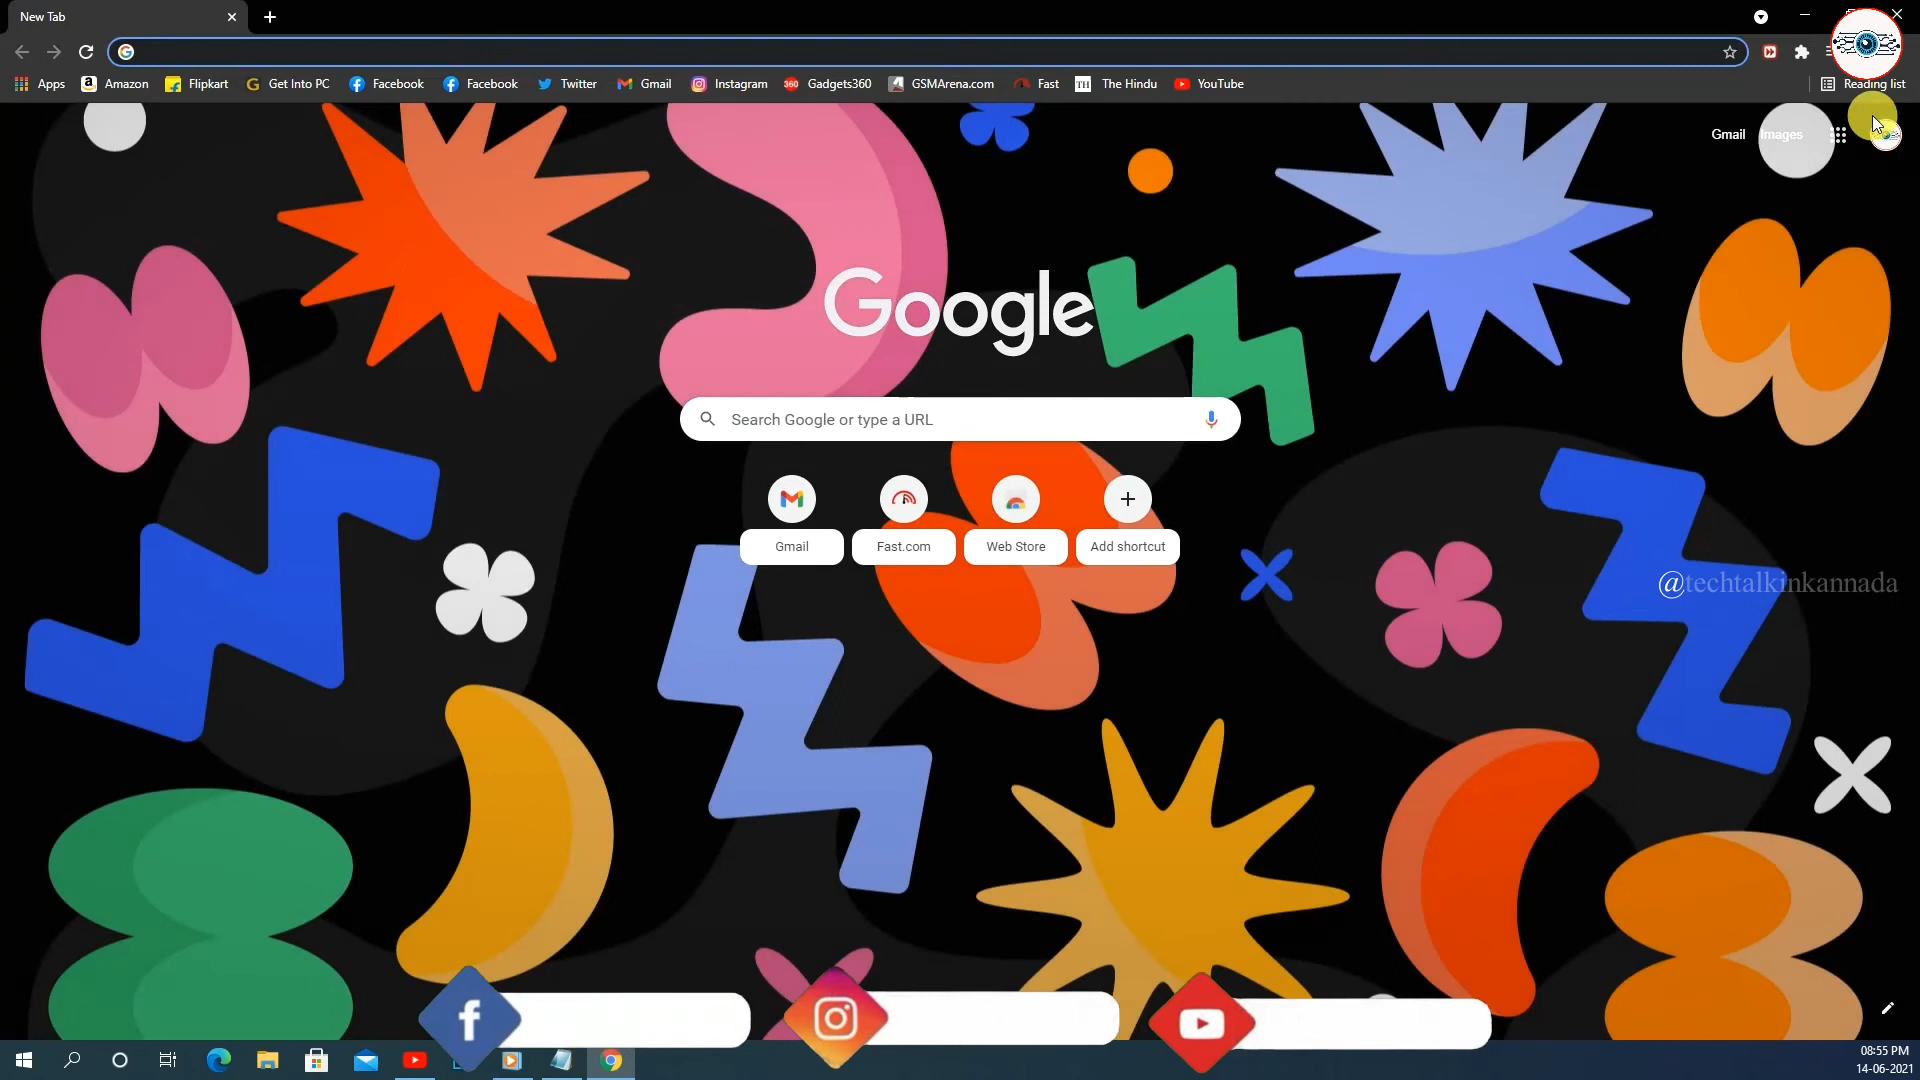 New Tab
Apps Amazon Flipkart Get Into PC Facebook Facebook Twitter Gmail Instagram 360 Gadgets360 GSMArena.com Fast TH The Hindu YouTube Reading list
Gmail Images
Google
Search Google or type a URL
Gmail Fast.com Web Store Add shortcut
@techtalkinkannada
08:55 PM
14-06-2021